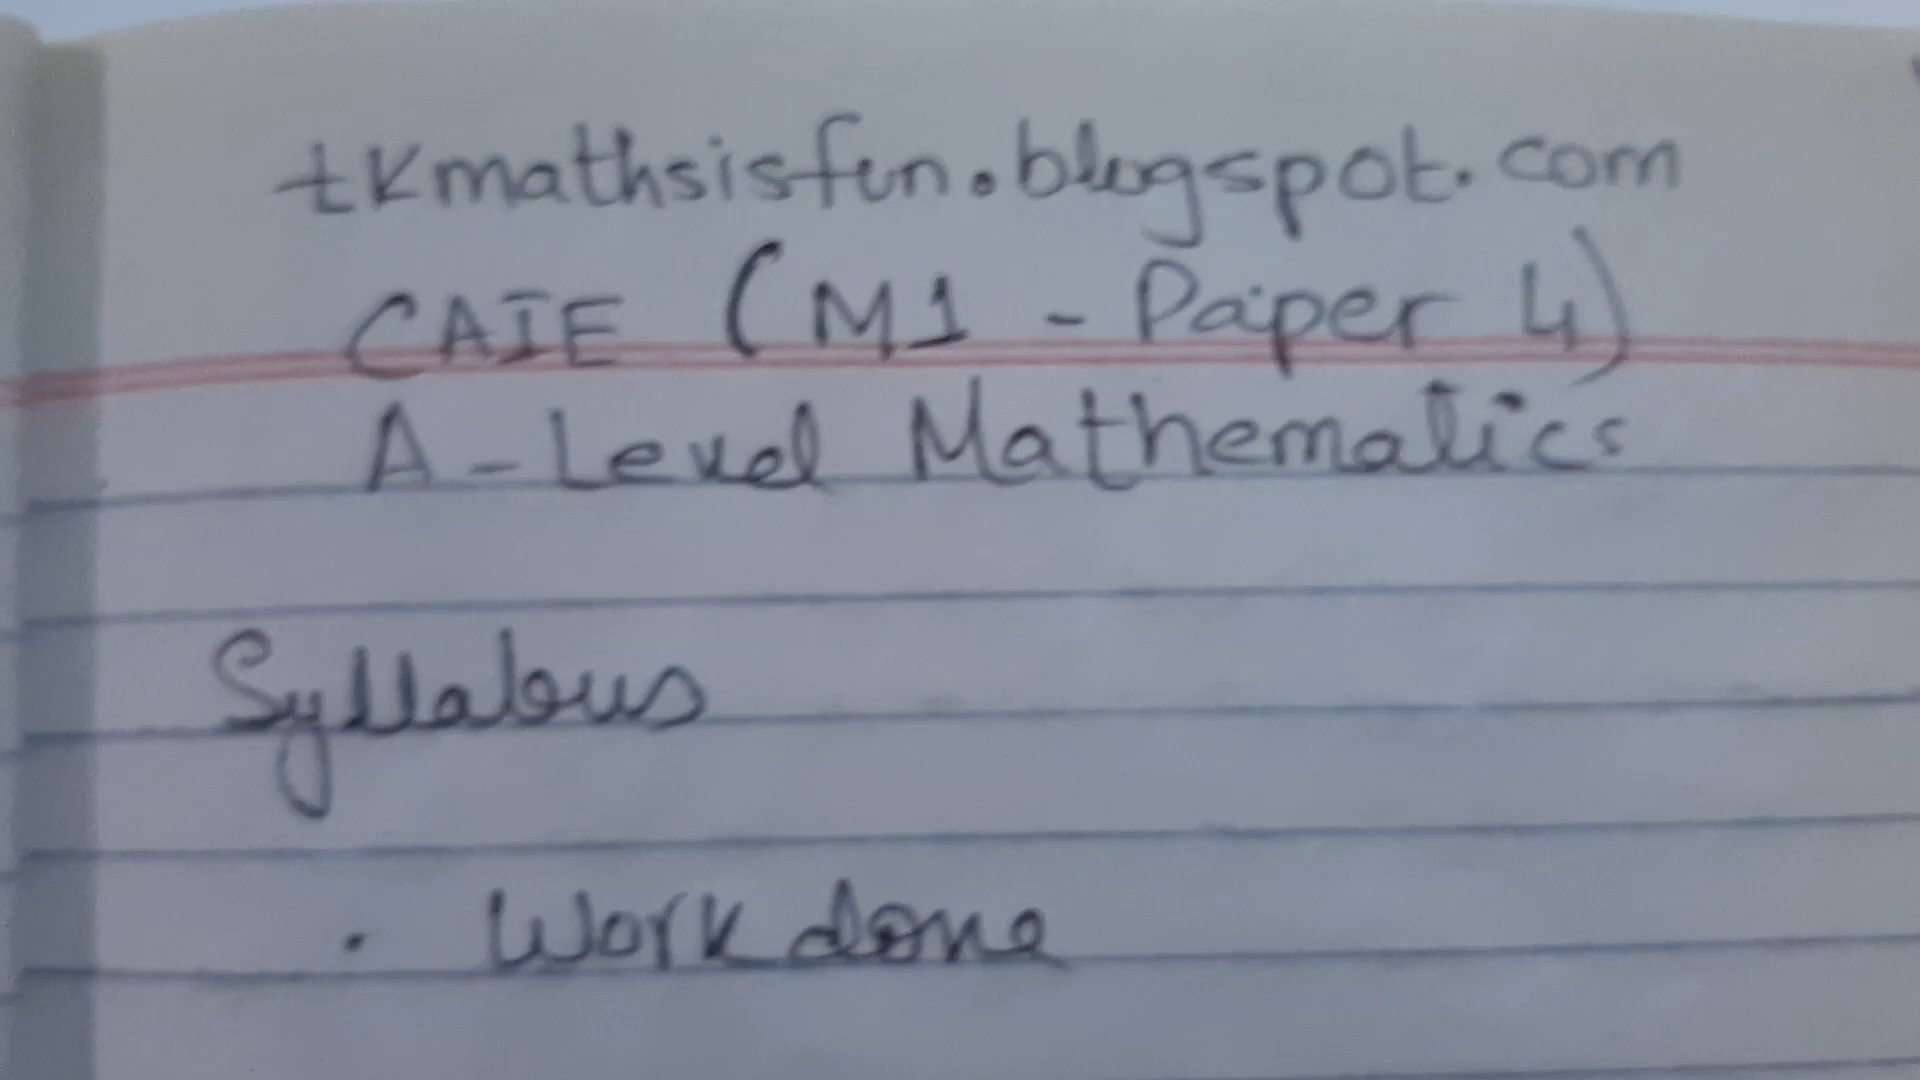 tkmathsisfun.blogspot.com
CAIE (M1 - Paper 4)
A-Level Mathematics
Syllabus
. Work done